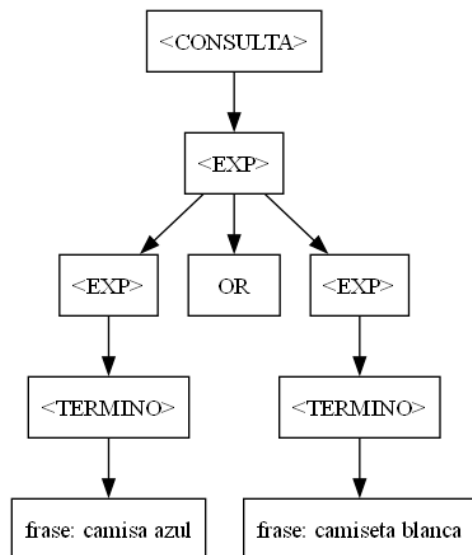 <CONSULTA>
<EXP>
<EXP>
OR
<EXP>
<TERMINO>
<TERMINO>
frase: camisa azul
frase: camiseta blanca